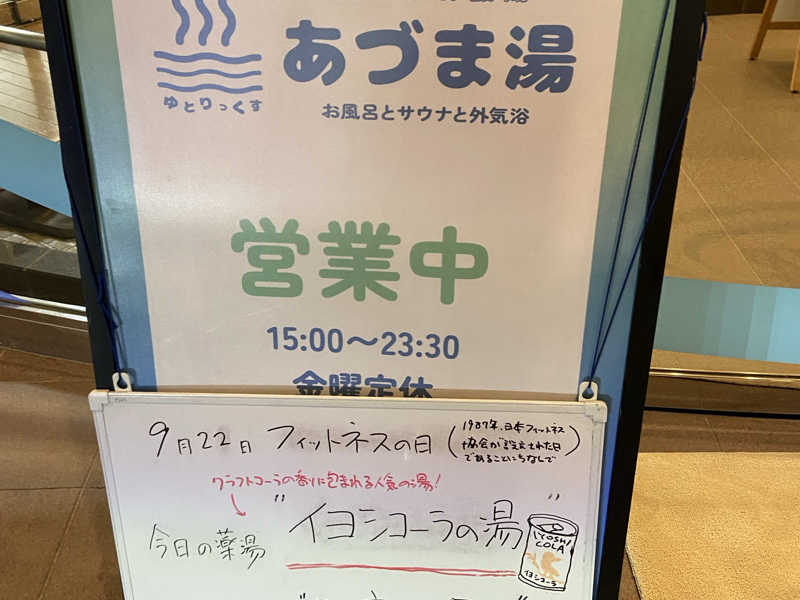 あづま湯
ゆとりっくす
お風呂とサウナと外気浴
営業中
15:00〜23:30
金曜定休
9月22日 フィットネスの日 (1987年、日本フィットネス
協会が設立された日
であることにちなんで)
クラフトコーラの香りに包まれる人気の湯!
今日の薬湯
"イヨシコーラの湯"
IYOSHI
COLA
イヨシコーラ